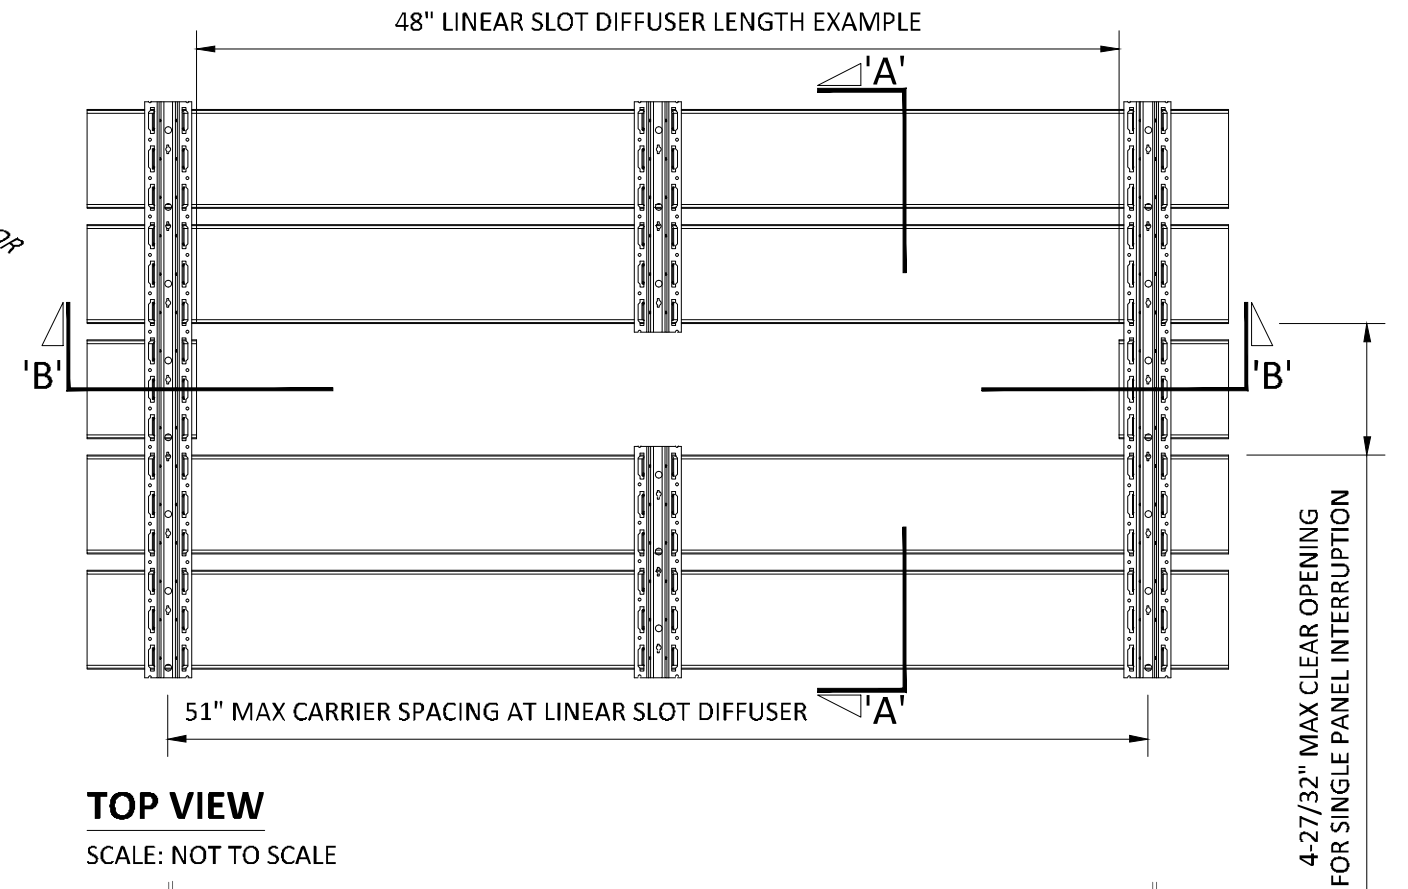 48" LINEAR SLOT DIFFUSER LENGTH EXAMPLE
'A'
OR
'B'
'B'
4-27/32" MAX CLEAR OPENING
FOR SINGLE PANEL INTERRUPTION
'A'
51" MAX CARRIER SPACING AT LINEAR SLOT DIFFUSER
TOP VIEW
SCALE: NOT TO SCALE